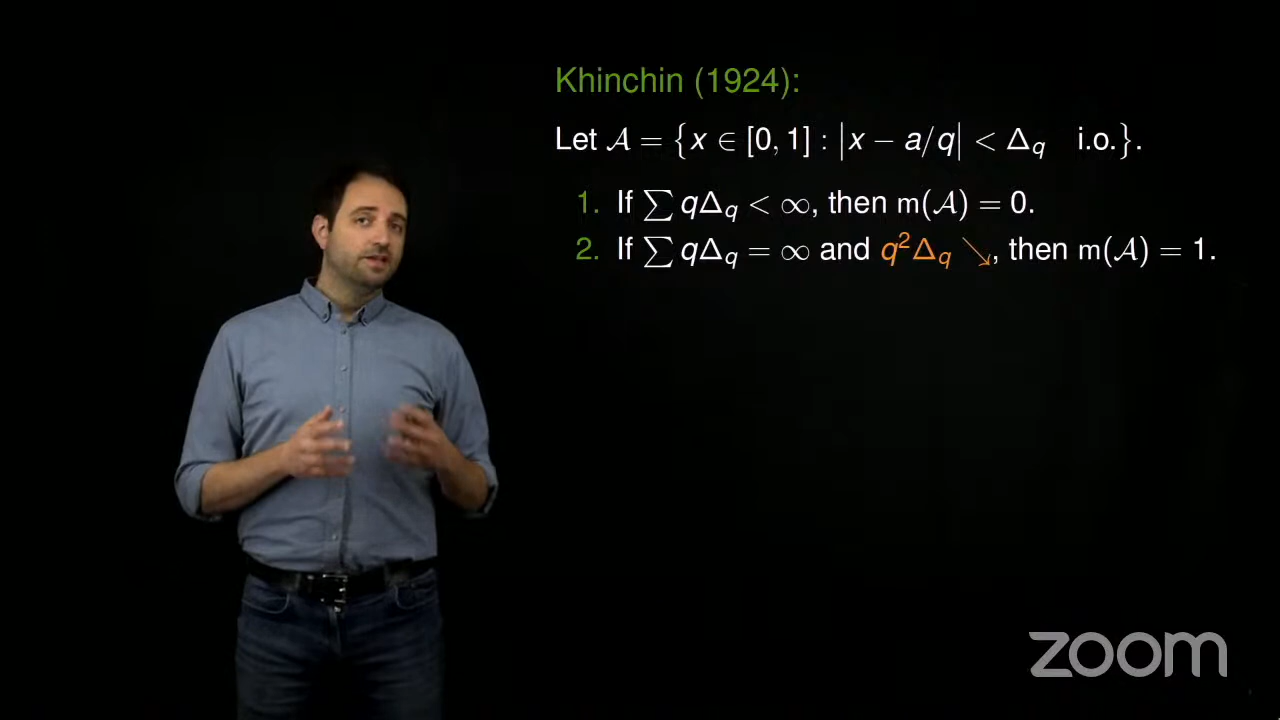 Khinchin (1924):
Let 𝒜 = {x ∈ [0, 1] : |x − a/q| < Δ_q i.o.}.
1. If ∑ qΔ_q < ∞, then m(𝒜) = 0.
2. If ∑ qΔ_q = ∞ and q²Δ_q ↘, then m(𝒜) = 1.
zoom